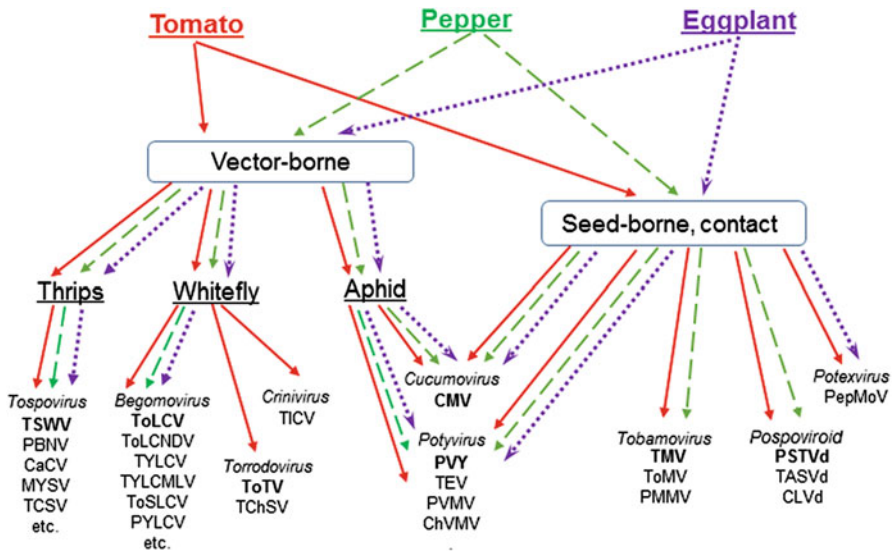 Tomato
Pepper
Eggplant
Vector-borne
Seed-borne, contact
Thrips
Whitefly
Aphid
Tospovirus
TSWV
PBNV
CaCV
MYSV
TCSV
etc.
Begomovirus
ToLCV
ToLCNDV
TYLCV
TYLCMLV
ToSLCV
PYLCV
etc.
Crinivirus
TICV
Torrodovirus
ToTV
TChSV
Cucumovirus
CMV
Potyvirus
PVY
TEV
PVMV
ChVMV
.
Tobamovirus
TMV
ToMV
PMMV
Pospoviroid
PSTVd
TASVd
CLVd
Potexvirus
PepMoV